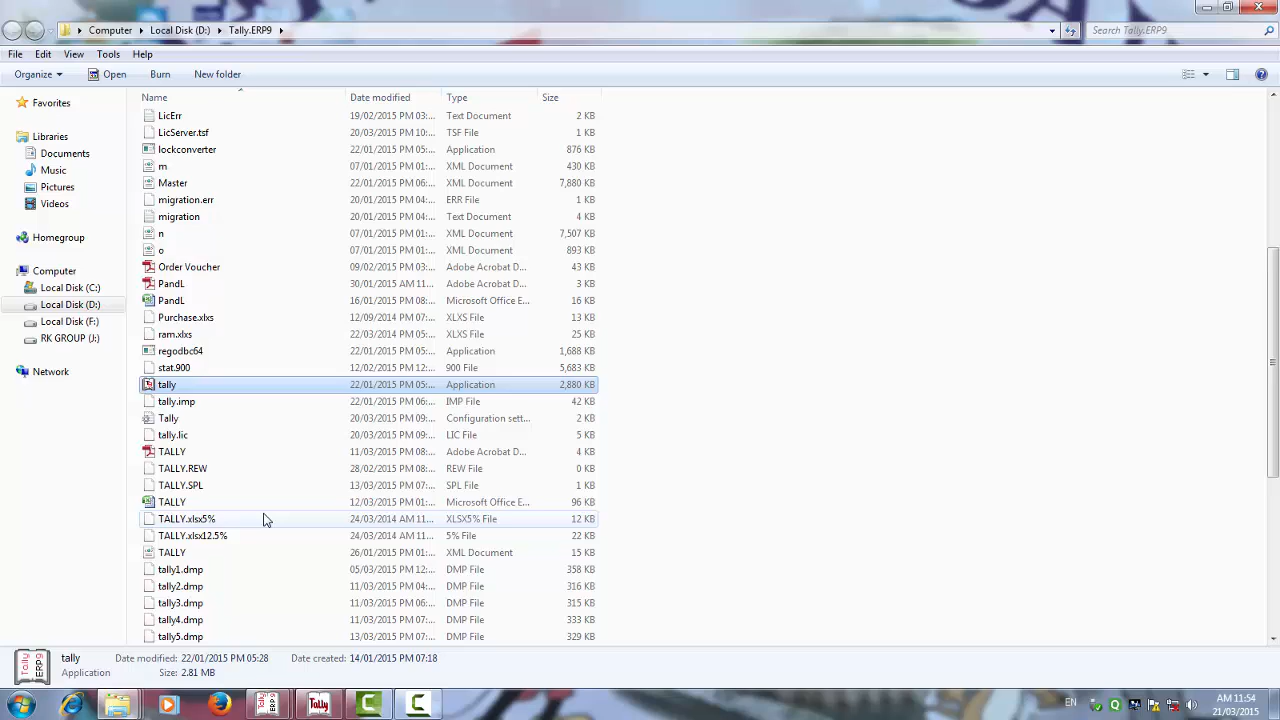 Computer Local Disk (D:) Tally.ERP9 Search Tally.ERP9
File Edit View Tools Help
Organize Open Burn New folder
Name Date modified Type Size
Favorites
Libraries
Documents
Music
Pictures
Videos
Homegroup
Computer
Local Disk (C:)
Local Disk (D:)
Local Disk (F:)
RK GROUP (J:)
Network
LicErr 19/02/2015 PM 03:... Text Document 2 KB
LicServer.tsf 20/03/2015 PM 10:... TSF File 1 KB
lockconverter 22/01/2015 PM 05:... Application 876 KB
m 07/01/2015 PM 01:... XML Document 430 KB
Master 22/01/2015 PM 06:... XML Document 7,880 KB
migration.err 20/01/2015 PM 04:... ERR File 1 KB
migration 20/01/2015 PM 04:... Text Document 4 KB
n 07/01/2015 PM 01:... XML Document 7,507 KB
o 07/01/2015 PM 01:... XML Document 893 KB
Order Voucher 09/02/2015 PM 03:... Adobe Acrobat D... 43 KB
PandL 30/01/2015 AM 11... Adobe Acrobat D... 3 KB
PandL 16/01/2015 PM 08:... Microsoft Office E... 16 KB
Purchase.xlxs 12/09/2014 PM 07:... XLXS File 13 KB
ram.xlxs 22/03/2014 PM 05:... XLXS File 25 KB
regodbc64 22/01/2015 PM 05:... Application 1,688 KB
stat.900 12/02/2015 PM 12:... 900 File 5,683 KB
tally 22/01/2015 PM 05:... Application 2,880 KB
tally.imp 22/01/2015 PM 06:... IMP File 42 KB
Tally 20/03/2015 PM 09:... Configuration sett... 2 KB
tally.lic 20/03/2015 PM 09:... LIC File 5 KB
TALLY 11/03/2015 PM 08:... Adobe Acrobat D... 4 KB
TALLY.REW 28/02/2015 PM 08:... REW File 0 KB
TALLY.SPL 13/03/2015 PM 07:... SPL File 1 KB
TALLY 12/03/2015 PM 01:... Microsoft Office E... 96 KB
TALLY.xlsx5% 24/03/2014 AM 11... XLSX5% File 12 KB
TALLY.xlsx12.5% 24/03/2014 AM 11... 5% File 22 KB
TALLY 26/01/2015 PM 01:... XML Document 15 KB
tally1.dmp 05/03/2015 PM 12:... DMP File 358 KB
tally2.dmp 11/03/2015 PM 04:... DMP File 316 KB
tally3.dmp 11/03/2015 PM 06:... DMP File 315 KB
tally4.dmp 11/03/2015 PM 07:... DMP File 333 KB
tally5.dmp 13/03/2015 PM 07:... DMP File 329 KB
tally Date modified: 22/01/2015 PM 05:28 Date created: 14/01/2015 PM 07:18
Application Size: 2.81 MB
Tally ERP9
Tally
EN
AM 11:54
21/03/2015